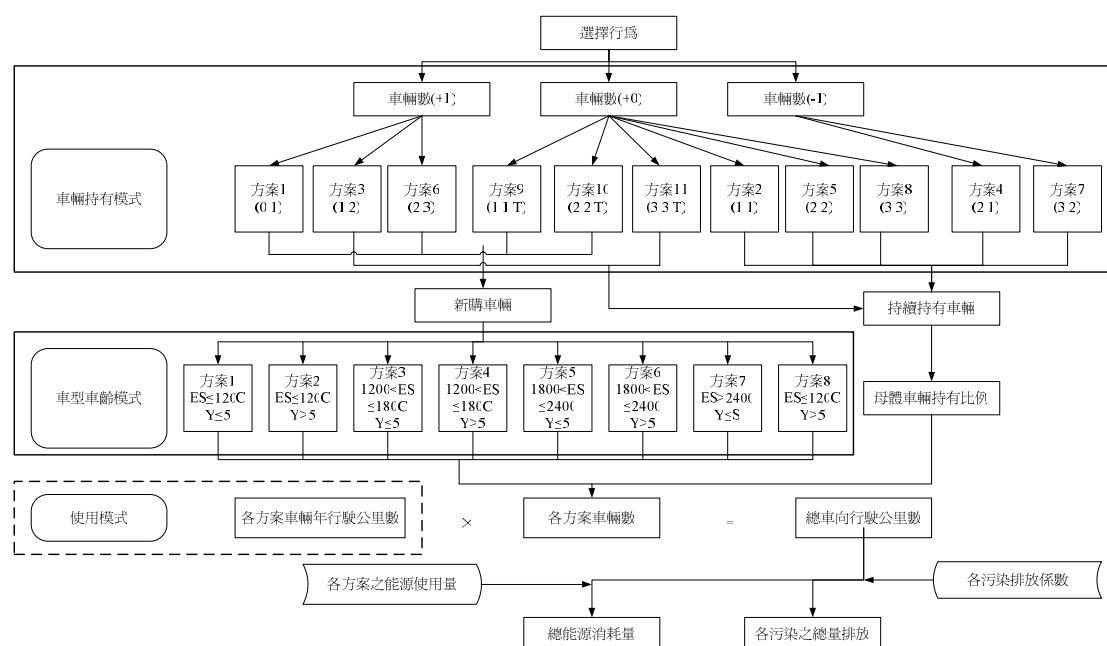 選擇行為
車輛數(+1)
車輛數(+0)
車輛數(-1)
車輛持有模式
方案1
(0 1)
方案3
(1 2)
方案6
(2 3)
方案9
(1 1 T)
方案10
(2 2 T)
方案11
(3 3 T)
方案2
(1 1)
方案5
(2 2)
方案8
(3 3)
方案4
(2 1)
方案7
(3 2)
新購車輛
持續持有車輛
車型車齡模式
方案1
ES≤120C
Y≤5
方案2
ES≤120C
Y>5
方案3
1200<ES
≤180C
Y≤5
方案4
1200<ES
≤180C
Y>5
方案5
1800<ES
≤2400
Y≤5
方案6
1800<ES
≤2400
Y>5
方案7
ES>2400
Y≤S
方案8
ES≤120C
Y>5
母體車輛持有比例
使用模式
各方案車輛年行駛公里數
×
各方案車輛數
=
總車向行駛公里數
各方案之能源使用量
各污染排放係數
總能源消耗量
各污染之總量排放